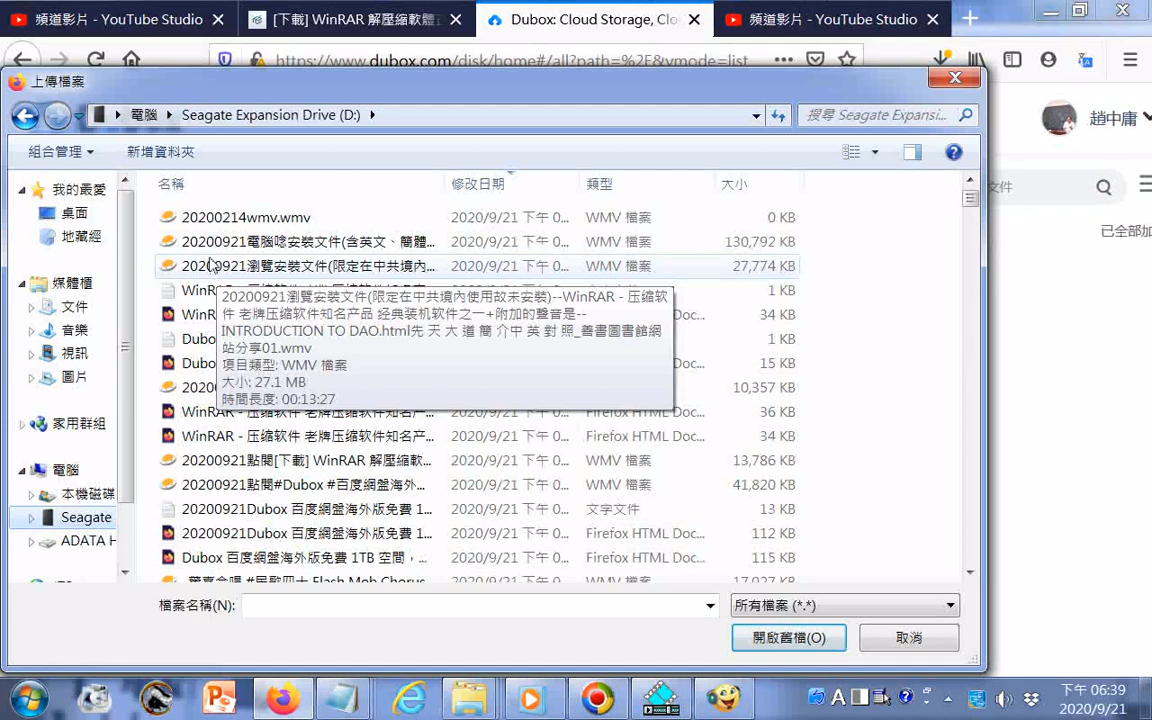 頻道影片 - YouTube Studio
[下載] WinRAR 解壓縮軟體正
Dubox: Cloud Storage, Clo
頻道影片 - YouTube Studio
https://www.dubox.com/disk/home#/all?path=%2F&vmode=list
上傳檔案
電腦 Seagate Expansion Drive (D:)
搜尋 Seagate Expansi...
趙中庸
組合管理
新增資料夾
文件
已全部加
我的最愛
桌面
地藏經
媒體櫃
文件
音樂
視訊
圖片
家用群組
電腦
本機磁碟
Seagate
ADATA H
名稱 修改日期 類型 大小
20200214wmv.wmv 2020/9/21 下午 0... WMV 檔案 0 KB
20200921電腦唸安裝文件(含英文、簡體... 2020/9/21 下午 0... WMV 檔案 130,792 KB
20200921瀏覽安裝文件(限定在中共境內... 2020/9/21 下午 0... WMV 檔案 27,774 KB
WinR 1 KB
WinR 34 KB
Dubo 1 KB
Dubo 15 KB
2020 10,357 KB
20200921瀏覽安裝文件(限定在中共境內使用故未安裝)--WinRAR - 压缩软
件 老牌压缩软件知名产品 经典装机软件之一+附加的聲音是--
INTRODUCTION TO DAO.html先 天 大 道 簡 介中 英 對 照_善書圖書館網
站分享01.wmv
項目類型: WMV 檔案
大小: 27.1 MB
時間長度: 00:13:27
WinRAR - 压缩软件 老牌压缩软件知名产... 2020/9/21 下午 0... Firefox HTML Doc... 36 KB
WinRAR - 压缩软件 老牌压缩软件知名产... 2020/9/21 下午 0... Firefox HTML Doc... 34 KB
20200921點閱[下載] WinRAR 解壓縮軟... 2020/9/21 下午 0... WMV 檔案 13,786 KB
20200921點閱#Dubox #百度網盤海外... 2020/9/21 下午 0... WMV 檔案 41,820 KB
20200921Dubox 百度網盤海外版免費 1... 2020/9/21 下午 0... 文字文件 13 KB
20200921Dubox 百度網盤海外版免費 1... 2020/9/21 下午 0... Firefox HTML Doc... 112 KB
Dubox 百度網盤海外版免費 1TB 空間，... 2020/9/21 下午 0... Firefox HTML Doc... 115 KB
檔案名稱(N):
所有檔案 (*.*)
開啟舊檔(O)
取消
下午 06:39
2020/9/21